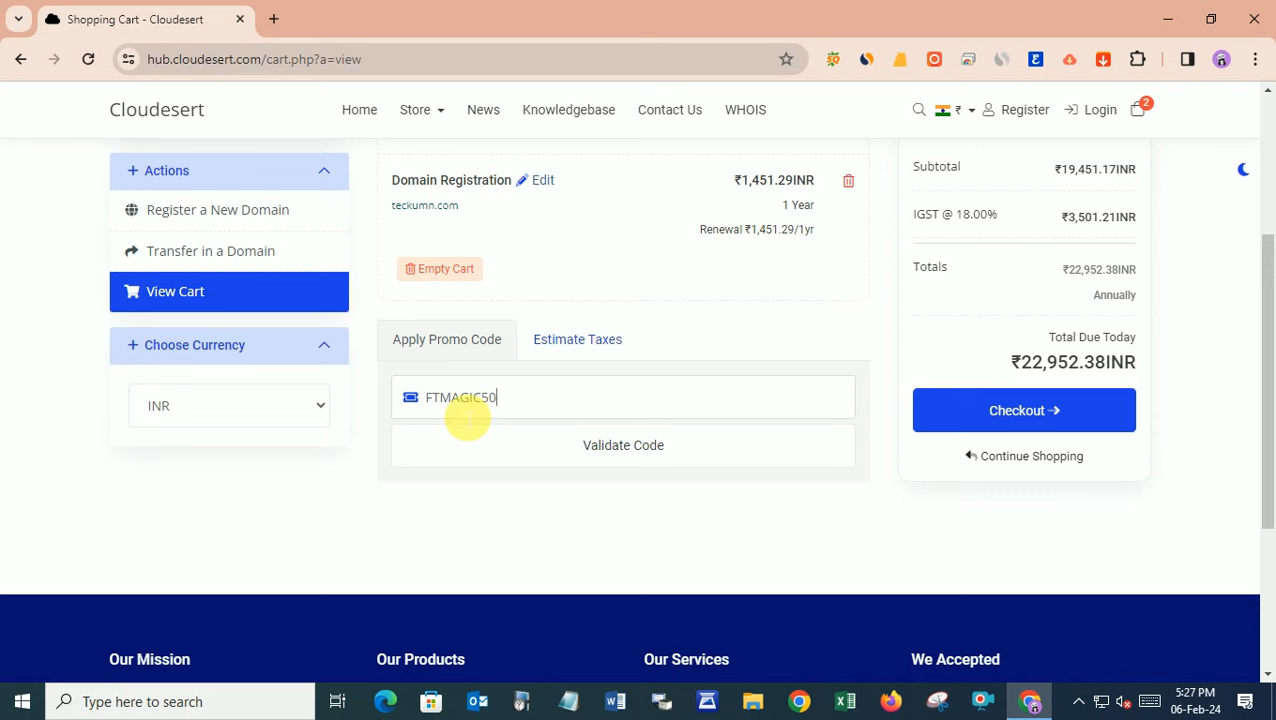 Shopping Cart - Cloudesert
hub.cloudesert.com/cart.php?a=view
Cloudesert
Home
Store
News
Knowledgebase
Contact Us
WHOIS
₹
Register
Login
2
Actions
Register a New Domain
Transfer in a Domain
View Cart
Choose Currency
INR
Domain Registration Edit
₹1,451.29INR
teckumn.com
1 Year
Renewal ₹1,451.29/1yr
Empty Cart
Apply Promo Code
Estimate Taxes
FTMAGIC50
Validate Code
Subtotal
₹19,451.17INR
IGST @ 18.00%
₹3,501.21INR
Totals
₹22,952.38INR
Annually
Total Due Today
₹22,952.38INR
Checkout
Continue Shopping
Our Mission
Our Products
Our Services
We Accepted
Type here to search
5:27 PM
06-Feb-24